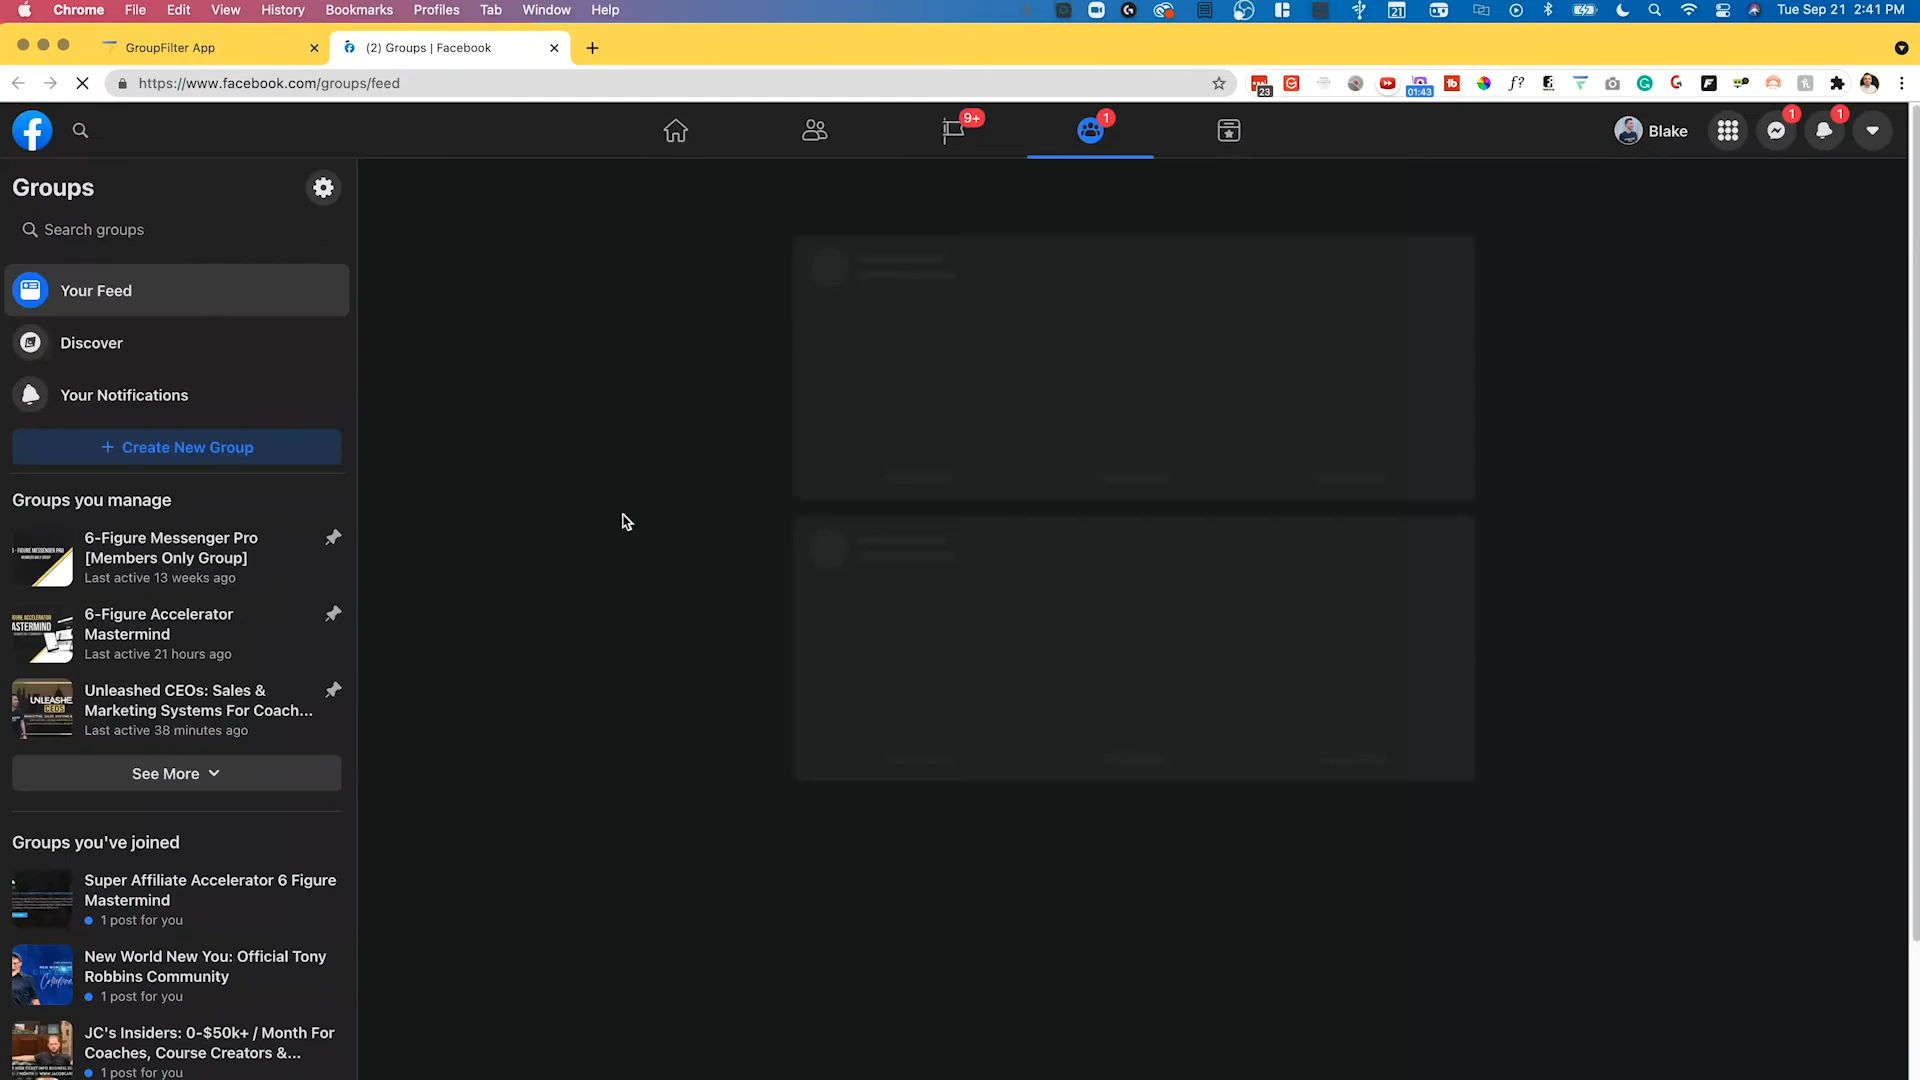 Chrome File Edit View History Bookmarks Profiles Tab Window Help
21
Tue Sep 21 2:41 PM
GroupFilter App
(2) Groups | Facebook
https://www.facebook.com/groups/feed
23
01:43
f?
9+
1
Blake
1
1
Groups
Search groups
Your Feed
Discover
Your Notifications
+ Create New Group
Groups you manage
6-Figure Messenger Pro
[Members Only Group]
Last active 13 weeks ago
6-Figure Accelerator
Mastermind
Last active 21 hours ago
Unleashed CEOs: Sales &
Marketing Systems For Coach...
Last active 38 minutes ago
See More
Groups you've joined
Super Affiliate Accelerator 6 Figure
Mastermind
1 post for you
New World New You: Official Tony
Robbins Community
1 post for you
JC's Insiders: 0-$50k+ / Month For
Coaches, Course Creators &...
1 post for you